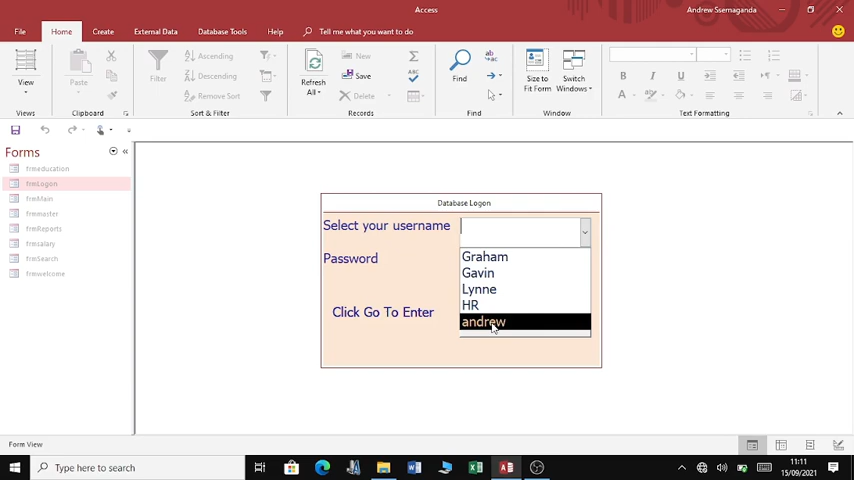 Access
Andrew Ssemaganda
File Home Create External Data Database Tools Help Tell me what you want to do
View
Views
Paste
Clipboard
Filter
Ascending
Descending
Remove Sort
Sort & Filter
Refresh All
New
Save
Delete
Records
Find
Find
Size to Fit Form
Switch Windows
Window
B I U
A
Text Formatting
Forms
frmeducation
frmLogon
frmMain
frmmaster
frmReports
frmsalary
frmSearch
frmwelcome
Database Logon
Select your username
Password
Click Go To Enter
Graham
Gavin
Lynne
HR
andrew
Form View
Type here to search
11:11
15/09/2021